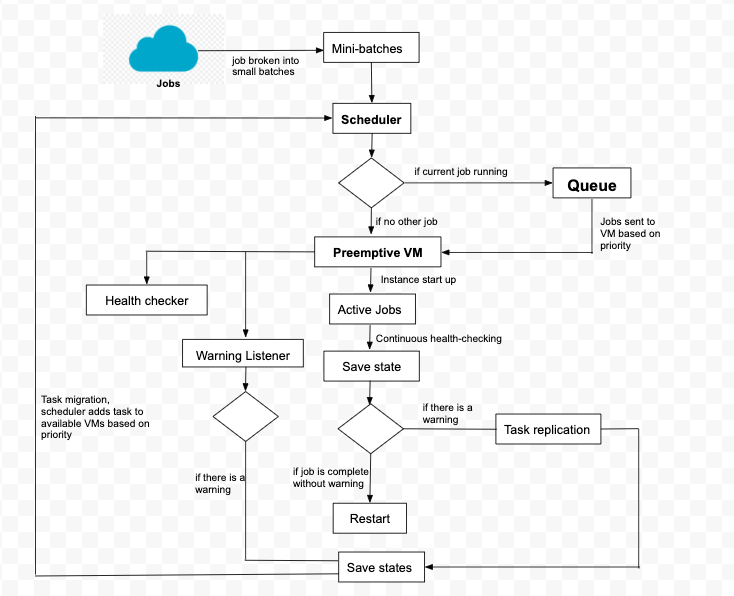 Jobs
job broken into
small batches
Mini-batches
Scheduler
if current job running
Queue
if no other job
Jobs sent to
VM based on
priority
Preemptive VM
Instance start up
Health checker
Active Jobs
Continuous health-checking
Warning Listener
Save state
Task migration,
scheduler adds task to
available VMs based on
priority
if there is a
warning
Task replication
if there is a
warning
if job is complete
without warning
Restart
Save states